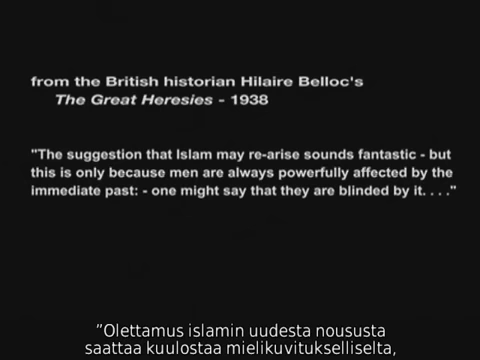 from the British historian Hilaire Belloc's
The Great Heresies - 1938
"The suggestion that Islam may re-arise sounds fantastic - but
this is only because men are always powerfully affected by the
immediate past: - one might say that they are blinded by it. . . ."
”Olettamus islamin uudesta noususta
saattaa kuulostaa mielikuvitukselliselta,